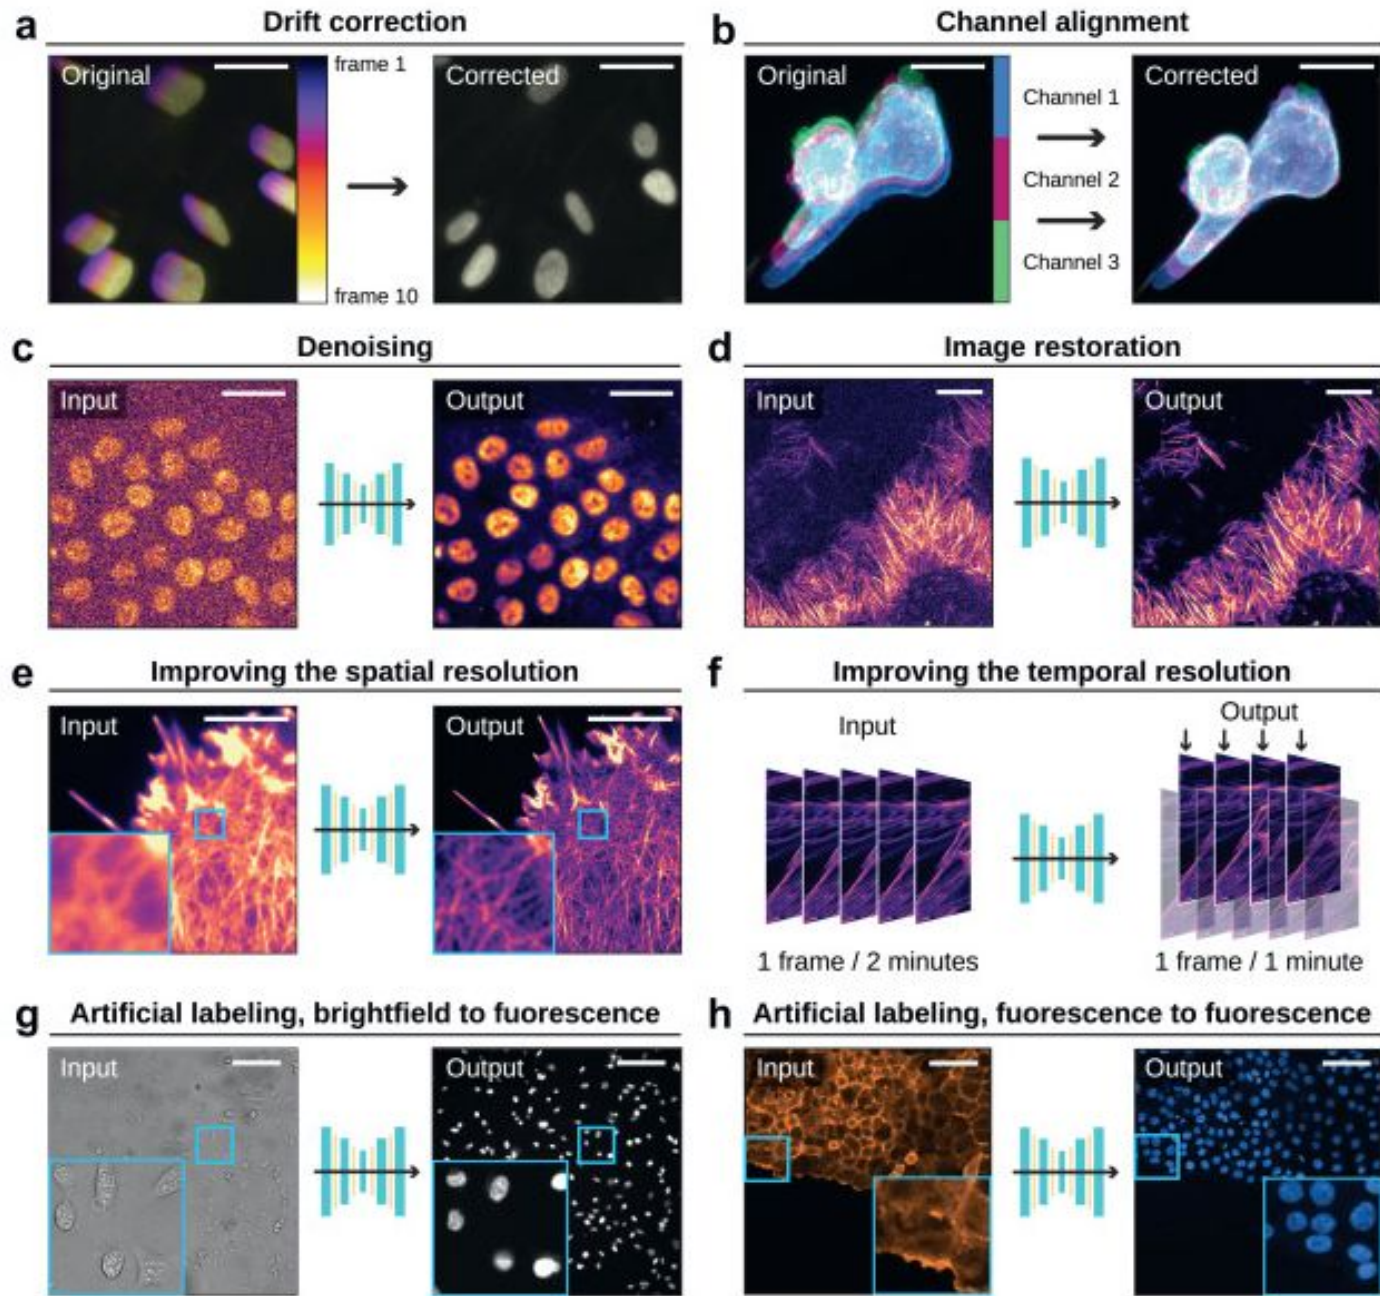 a Drift correction
Original
frame 1
frame 10
Corrected
b Channel alignment
Original
Channel 1
Channel 2
Channel 3
Corrected
c Denoising
Input
Output
d Image restoration
Input
Output
e Improving the spatial resolution
Input
Output
f Improving the temporal resolution
Input
Output
1 frame / 2 minutes
1 frame / 1 minute
g Artificial labeling, brightfield to fuorescence
Input
Output
h Artificial labeling, fuorescence to fuorescence
Input
Output